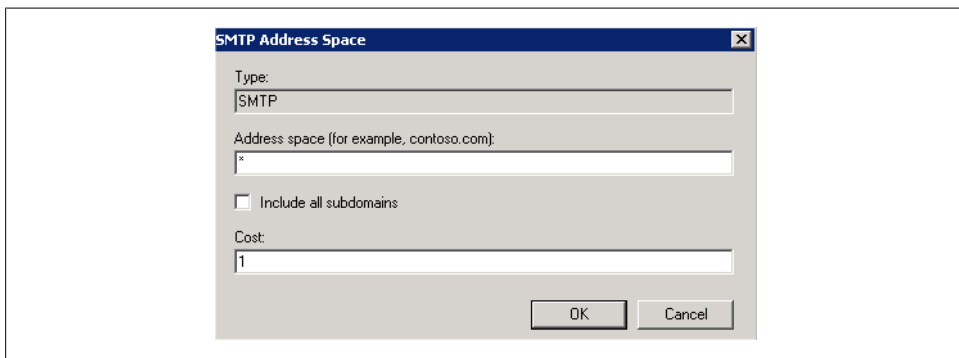 SMTP Address Space
Type:
SMTP
Address space (for example, contoso.com):
*
Include all subdomains
Cost:
1
OK Cancel